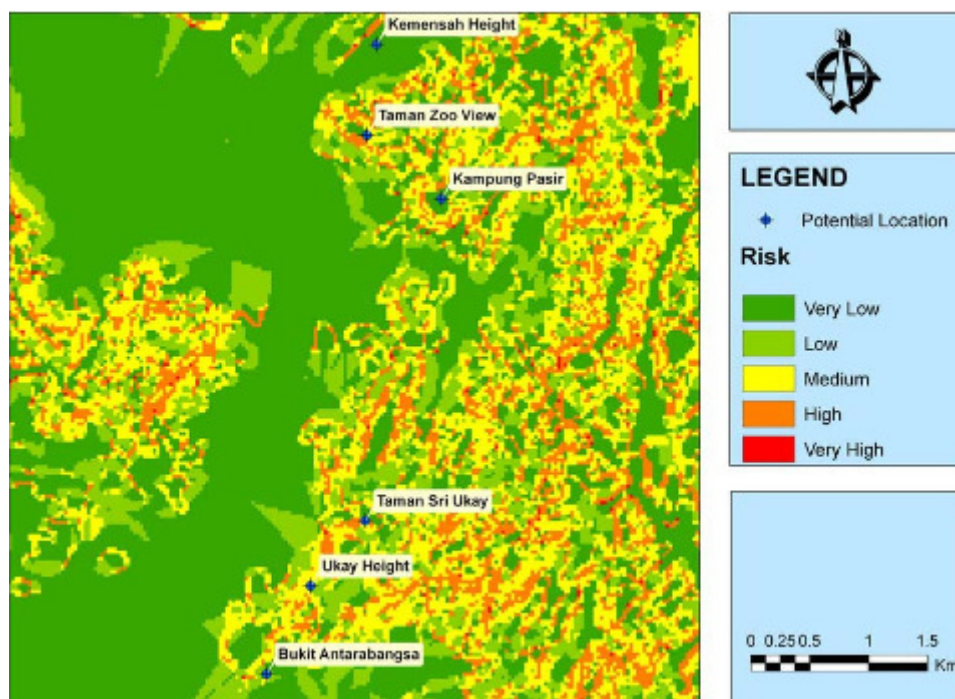 Kemensah Height
Taman Zoo View
Kampung Pasir
Taman Sri Ukay
Ukay Height
Bukit Antarabangsa
N
LEGEND
Potential Location
Risk
Very Low
Low
Medium
High
Very High
0 0.25 0.5 1 1.5
Km